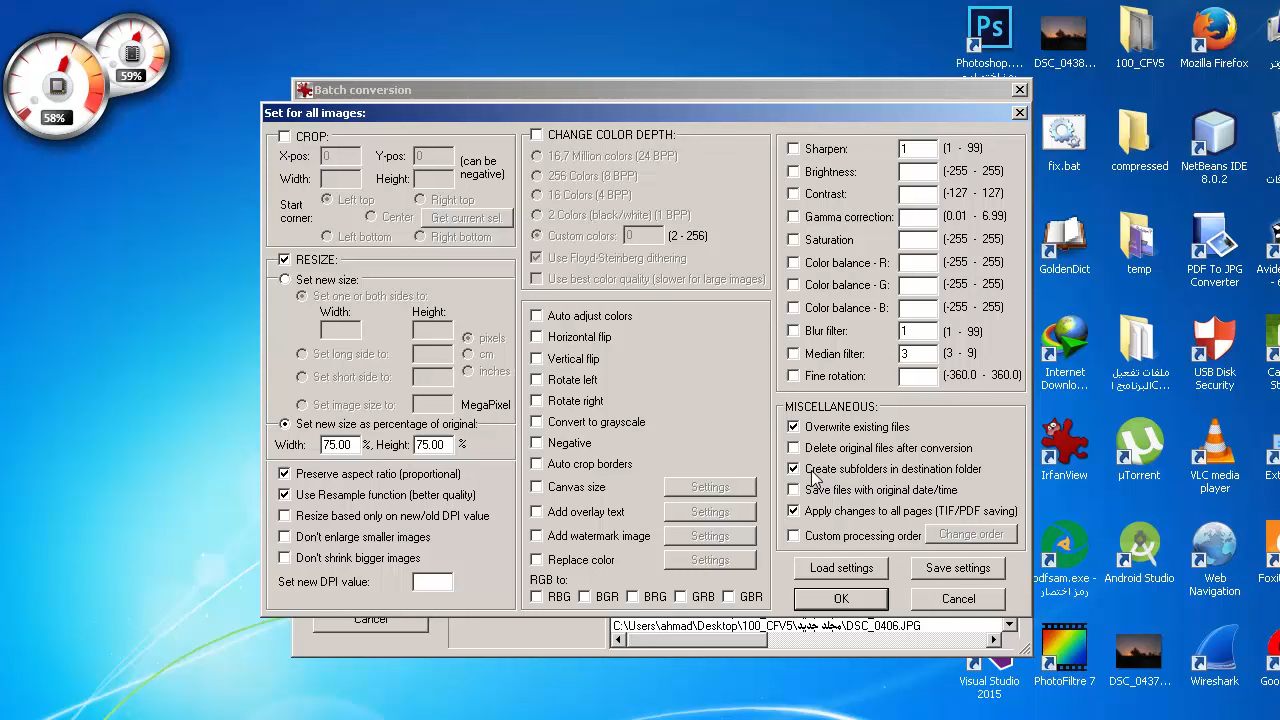 59%
58%
Batch conversion
Set for all images:
CROP:
X-pos: 0 Y-pos: 0 (can be negative)
Width: Height:
Start corner:
Left top
Right top
Center
Get current sel.
Left bottom
Right bottom
RESIZE:
Set new size:
Set one or both sides to:
Width: Height:
pixels
cm
inches
Set long side to:
Set short side to:
Set image size to: MegaPixel
Set new size as percentage of original:
Width: 75.00 % Height: 75.00 %
Preserve aspect ratio (proportional)
Use Resample function (better quality)
Resize based only on new/old DPI value
Don't enlarge smaller images
Don't shrink larger images
Set new DPI value:
CHANGE COLOR DEPTH:
16,7 Million colors (24 BPP)
256 Colors (8 BPP)
16 Colors (4 BPP)
2 Colors (black/white) (1 BPP)
Custom colors: 0 (2 - 256)
Use Floyd-Steinberg dithering
Use best color quality (slower for large images)
Auto adjust colors
Horizontal flip
Vertical flip
Rotate left
Rotate right
Convert to grayscale
Negative
Auto crop borders
Canvas size Settings
Add overlay text Settings
Add watermark image Settings
Replace color Settings
RGB to:
RBG BGR BRG GRB GBR
Sharpen: 1 (1 - 99)
Brightness: (-255 - 255)
Contrast: (-127 - 127)
Gamma correction: (0.01 - 6.99)
Saturation (-255 - 255)
Color balance - R: (-255 - 255)
Color balance - G: (-255 - 255)
Color balance - B: (-255 - 255)
Blur filter: 1 (1 - 99)
Median filter: 3 (3 - 9)
Fine rotation: (-360.0 - 360.0)
MISCELLANEOUS:
Overwrite existing files
Delete original files after conversion
Create subfolders in destination folder
Save files with original date/time
Apply changes to all pages (TIF/PDF saving)
Custom processing order Change order
Load settings Save settings
OK Cancel
Cancel
C:\Users\ahmad\Desktop\100_CFV5\مجلد جديد\DSC_0406.JPG
Ps
Photoshop....
DSC_0438...
100_CFV5
Mozilla Firefox
fix.bat
compressed
NetBeans IDE
8.0.2
GoldenDict
temp
PDF To JPG
Converter
Internet
Downlo...
ملفات تفعيل
البرنامج ا...
USB Disk
Security
IrfanView
µTorrent
VLC media
player
pdfsam.exe -
رمز اختصار
Android Studio
Web
Navigation
Visual Studio
2015
PhotoFiltre 7
DSC_0437...
Wireshark